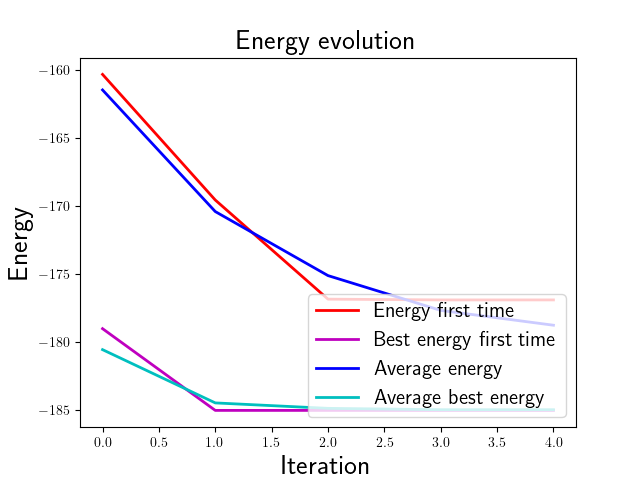 Energy evolution
−160
−165
−170
−175
−180
−185
Energy
Energy first time
Best energy first time
Average energy
Average best energy
0.0 0.5 1.0 1.5 2.0 2.5 3.0 3.5 4.0
Iteration